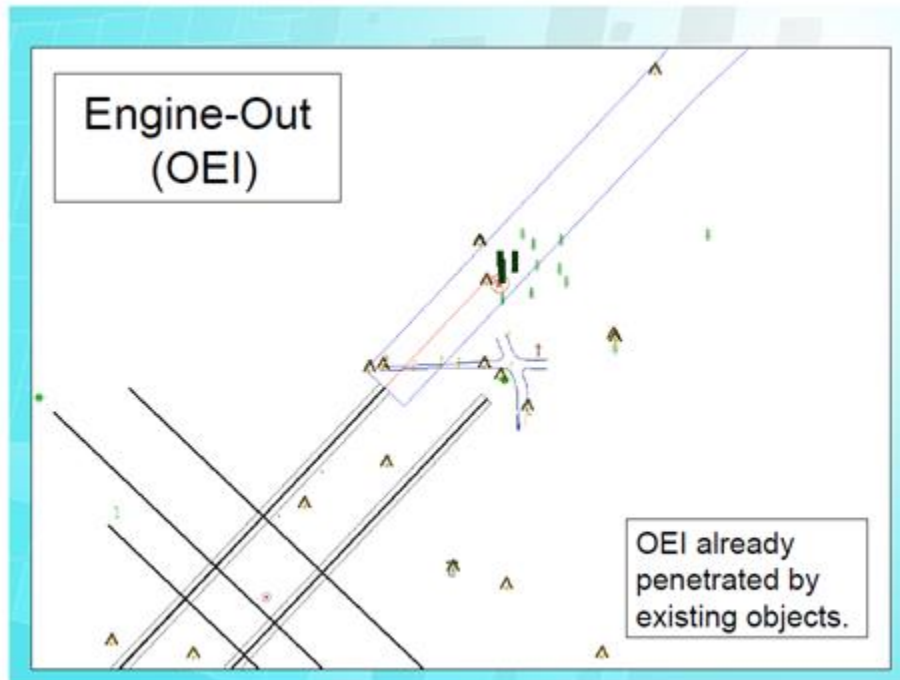 Engine-Out
(OEI)
OEI already
penetrated by
existing objects.